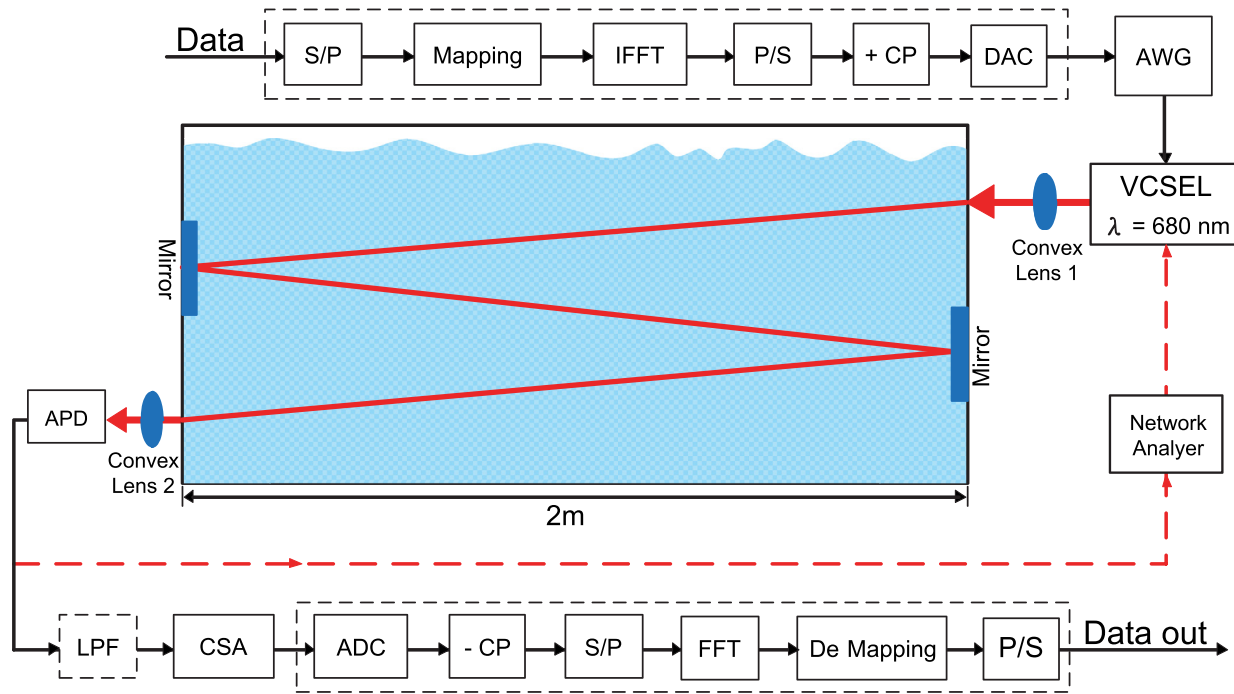 Data
S/P
Mapping
IFFT
P/S
+ CP
DAC
AWG
VCSEL
λ = 680 nm
Convex
Lens 1
Mirror
Mirror
APD
Convex
Lens 2
Network
Analyer
2m
LPF
CSA
ADC
- CP
S/P
FFT
De Mapping
P/S
Data out